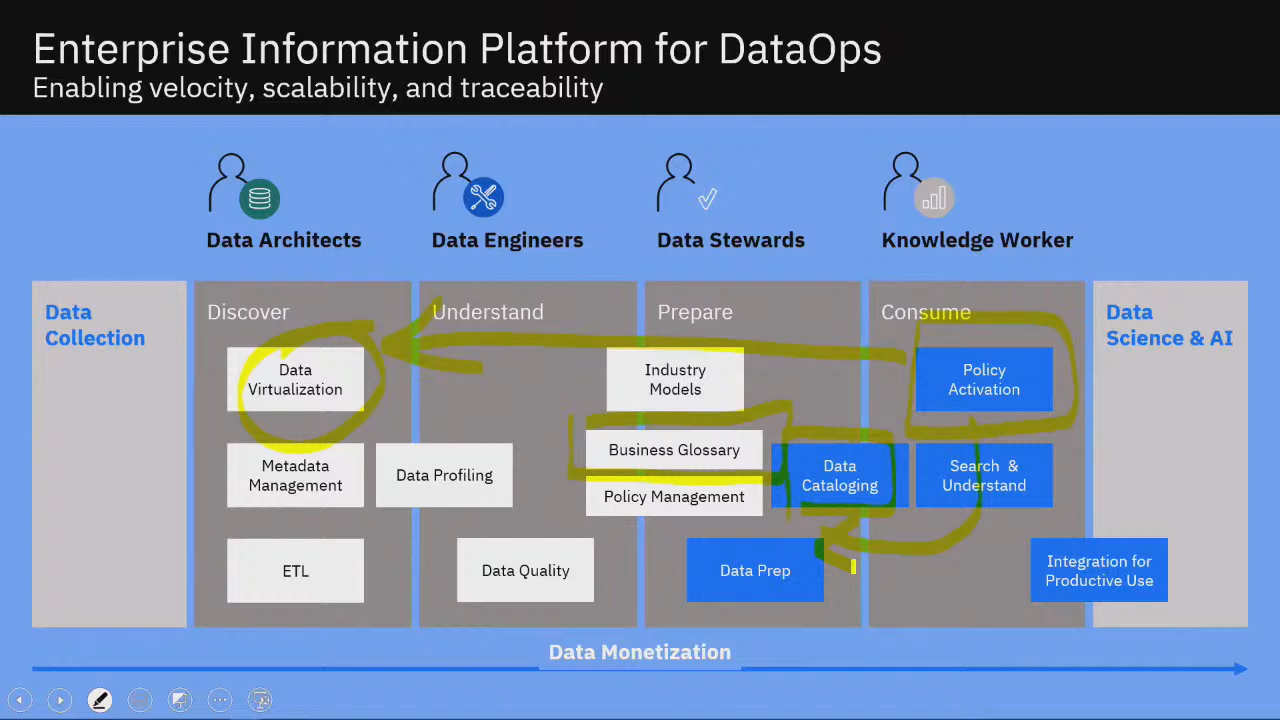 Enterprise Information Platform for DataOps
Enabling velocity, scalability, and traceability
Data Architects
Data Engineers
Data Stewards
Knowledge Worker
Data
Collection
Discover
Understand
Prepare
Consume
Data
Science & AI
Data
Virtualization
Industry
Models
Policy
Activation
Metadata
Management
Data Profiling
Business Glossary
Policy Management
Data
Cataloging
Search &
Understand
ETL
Data Quality
Data Prep
Integration for
Productive Use
Data Monetization